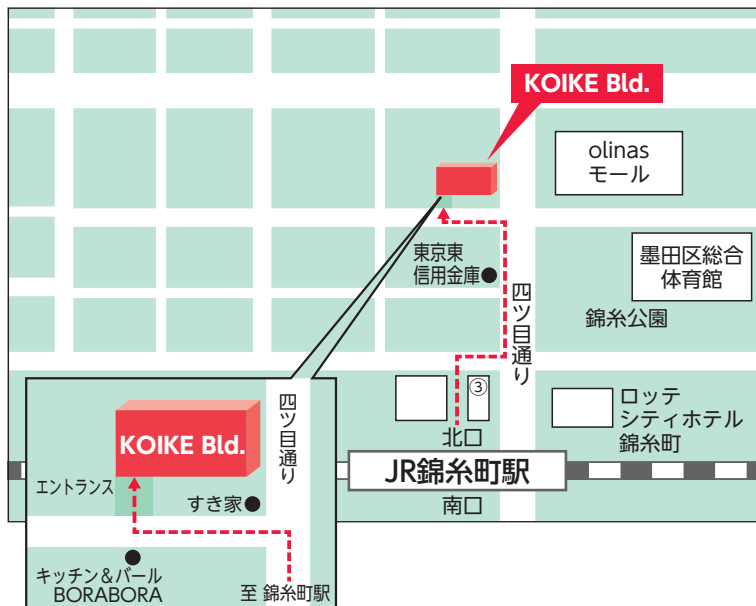 KOIKE Bld.
olinas
モール
東京東
信用金庫
墨田区総合
体育館
四ツ目通り
錦糸公園
③
北口
ロッテ
シティホテル
錦糸町
JR錦糸町駅
南口
四ツ目通り
KOIKE Bld.
エントランス
すき家
キッチン&バール
BORABORA
至 錦糸町駅